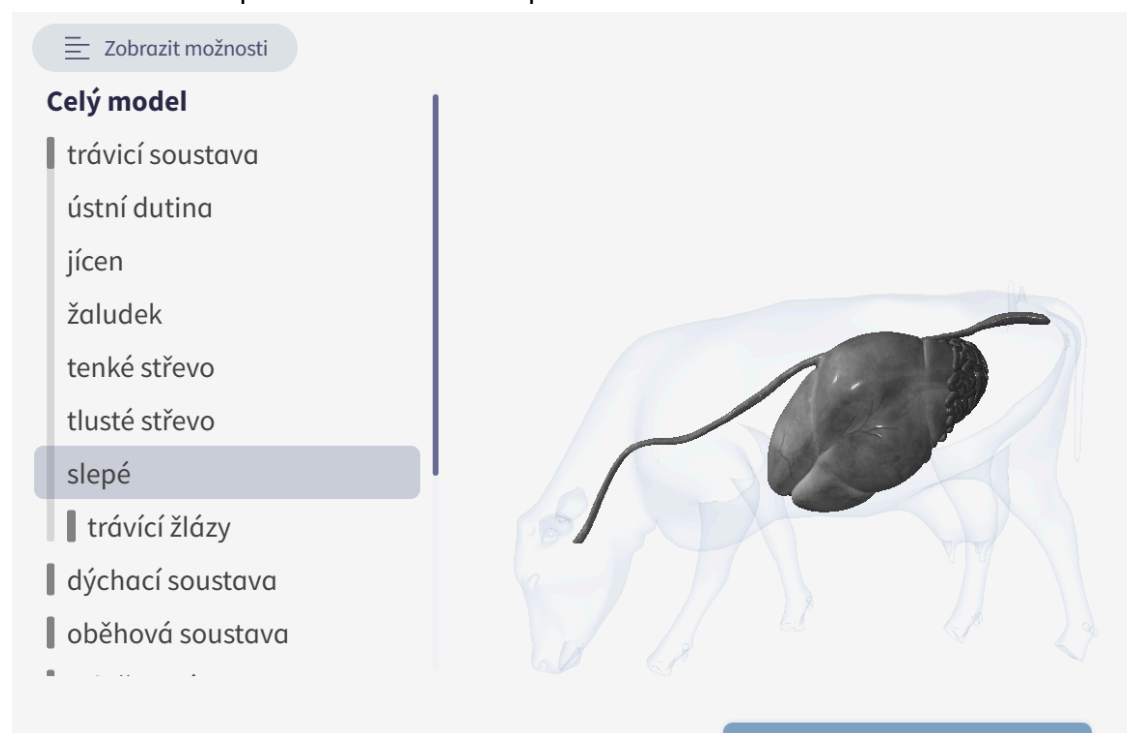 Zobrazit možnosti
Celý model
trávicí soustava
ústní dutina
jícen
žaludek
tenké střevo
tlusté střevo
slepé
trávící žlázy
dýchací soustava
oběhová soustava